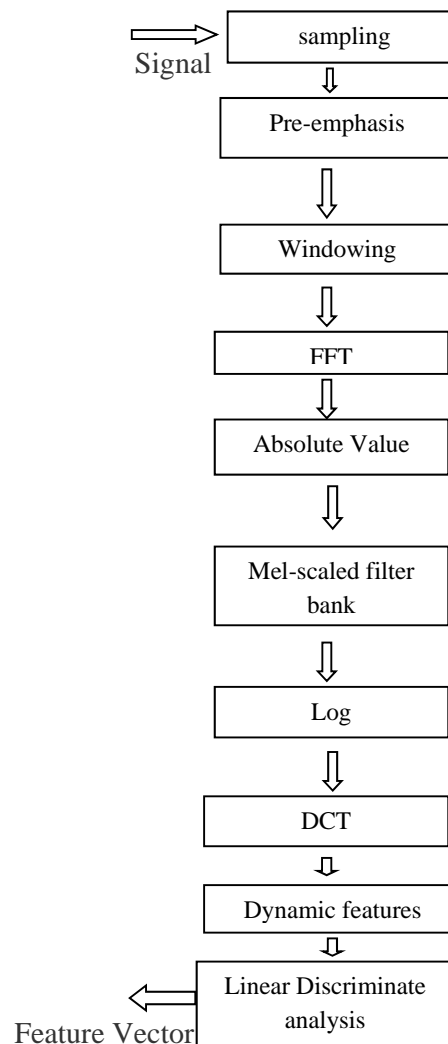 sampling
Signal
Pre-emphasis
Windowing
FFT
Absolute Value
Mel-scaled filter
bank
Log
DCT
Dynamic features
Linear Discriminate
analysis
Feature Vector